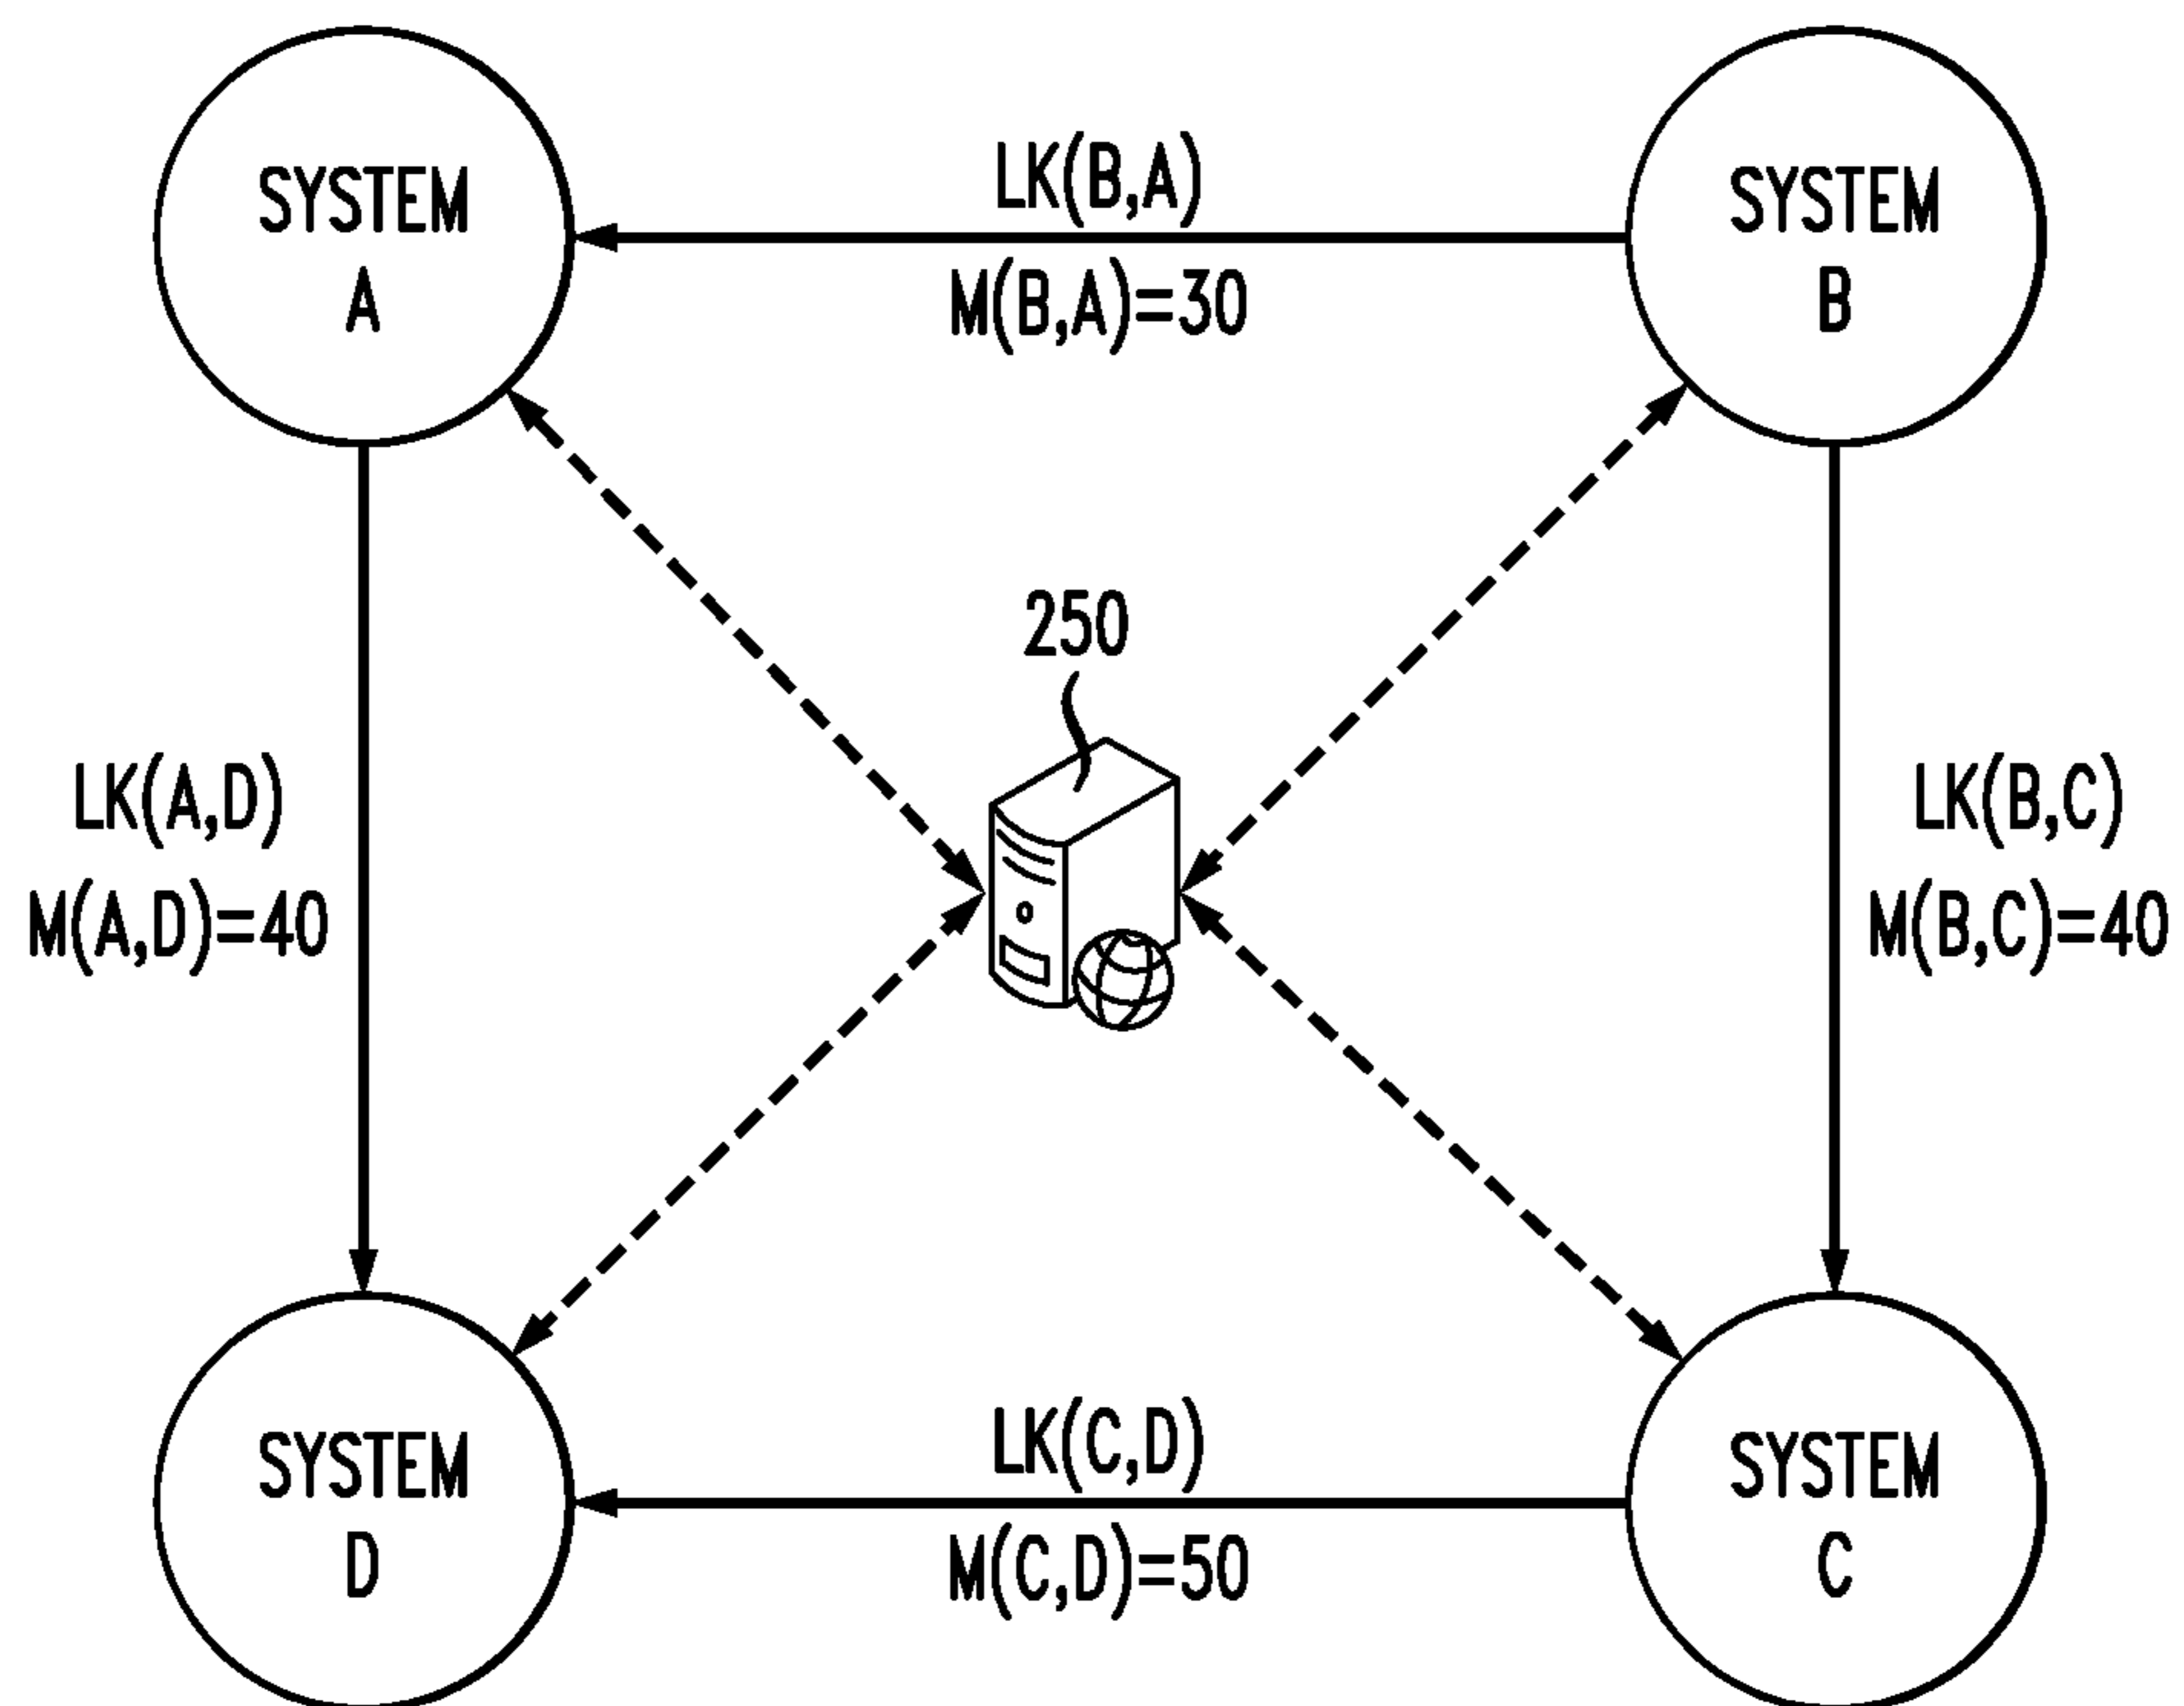 SYSTEM
A
LK(B,A)
M(B,A)=30
SYSTEM
B
250
LK(A,D)
M(A,D)=40
LK(B,C)
M(B,C)=40
SYSTEM
D
LK(C,D)
M(C,D)=50
SYSTEM
C